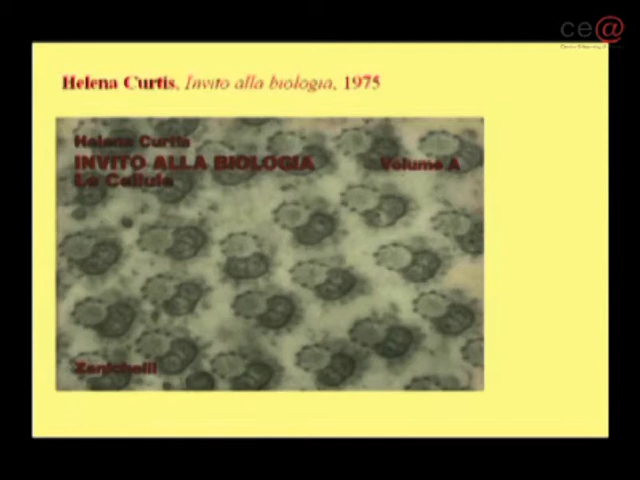 ce@
Helena Curtis, Invito alla biologia, 1975
Helena Curtis
INVITO ALLA BIOLOGIA Volume A
La Cellula
Zanichelli